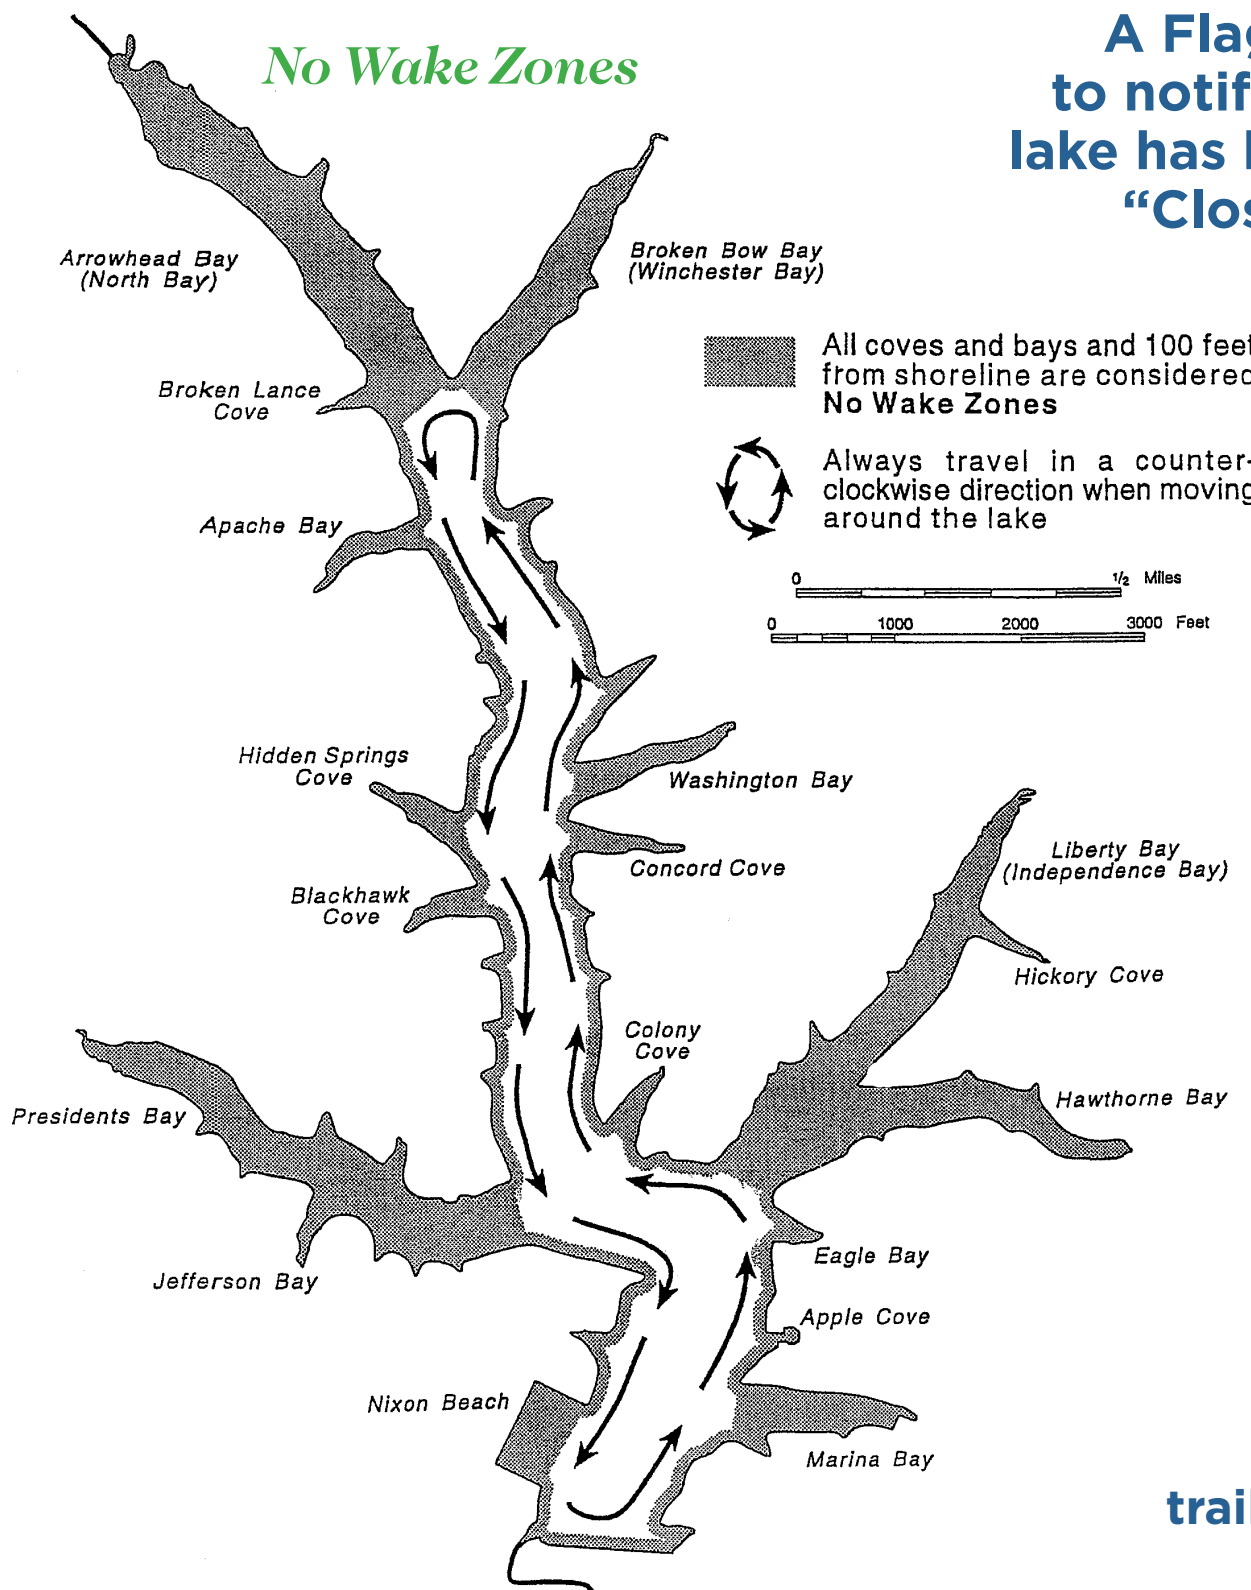 No Wake Zones
A Flag
to notif
lake has
“Clos
Arrowhead Bay
(North Bay)
Broken Bow Bay
(Winchester Bay)
All coves and bays and 100 feet
from shoreline are considered
No Wake Zones
Broken Lance
Cove
Always travel in a counter-
clockwise direction when moving
around the lake
Apache Bay
0 1/2 Miles
0 1000 2000 3000 Feet
Hidden Springs
Cove
Washington Bay
Concord Cove
Liberty Bay
(Independence Bay)
Blackhawk
Cove
Hickory Cove
Colony
Cove
Presidents Bay
Hawthorne Bay
Jefferson Bay
Eagle Bay
Apple Cove
Nixon Beach
Marina Bay
trail